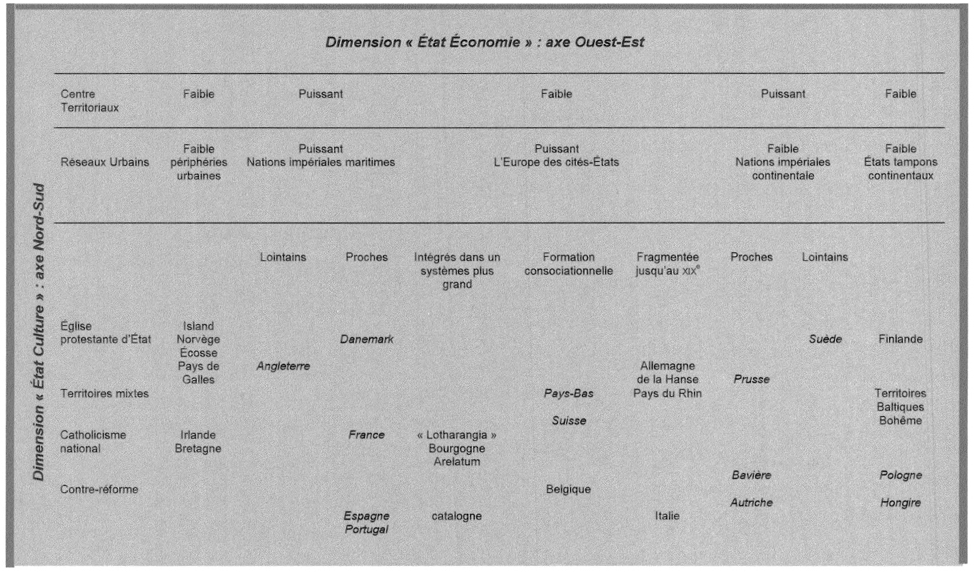 Dimension « État Économie » : axe Ouest-Est
Centre Territoriaux Faible Puissant Faible Puissant Faible
Réseaux Urbains Faible périphéries urbaines Puissant Nations impériales maritimes Puissant L'Europe des cités-États Faible Nations impériales continentale Faible États tampons continentaux
Dimension « État Culture » : axe Nord-Sud
Lointains Proches Intégrés dans un systèmes plus grand Formation consociationnelle Fragmentée jusqu'au XIXe Proches Lointains
Église protestante d'État Island Norvège Écosse Pays de Galles Danemark Suède Finlande
Angleterre Allemagne de la Hanse Pays du Rhin Prusse
Territoires mixtes Pays-Bas Territoires Baltiques Bohême
Suisse
Catholicisme national Irlande Bretagne France « Lotharangia » Bourgogne Arelatum
Bavière Pologne
Contre-réforme Belgique
Autriche Hongire
Espagne Portugal catalogne Italie